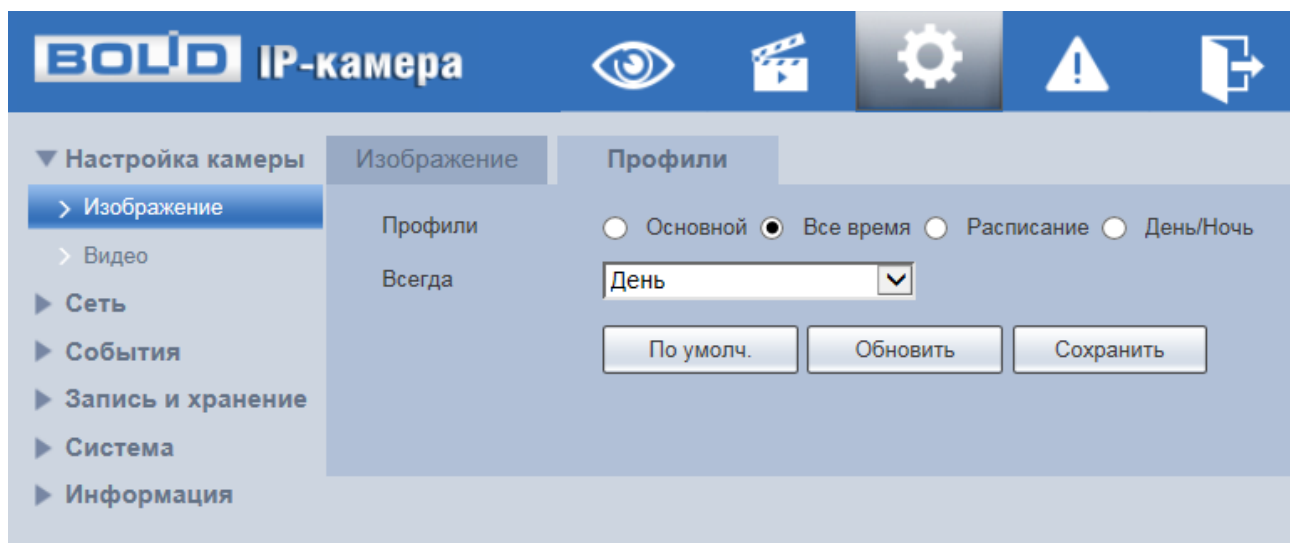 BOLID IP-камера
Настройка камеры
Изображение
Видео
Сеть
События
Запись и хранение
Система
Информация
Изображение Профили
Профили Основной Все время Расписание День/Ночь
Всегда День
По умолч. Обновить Сохранить